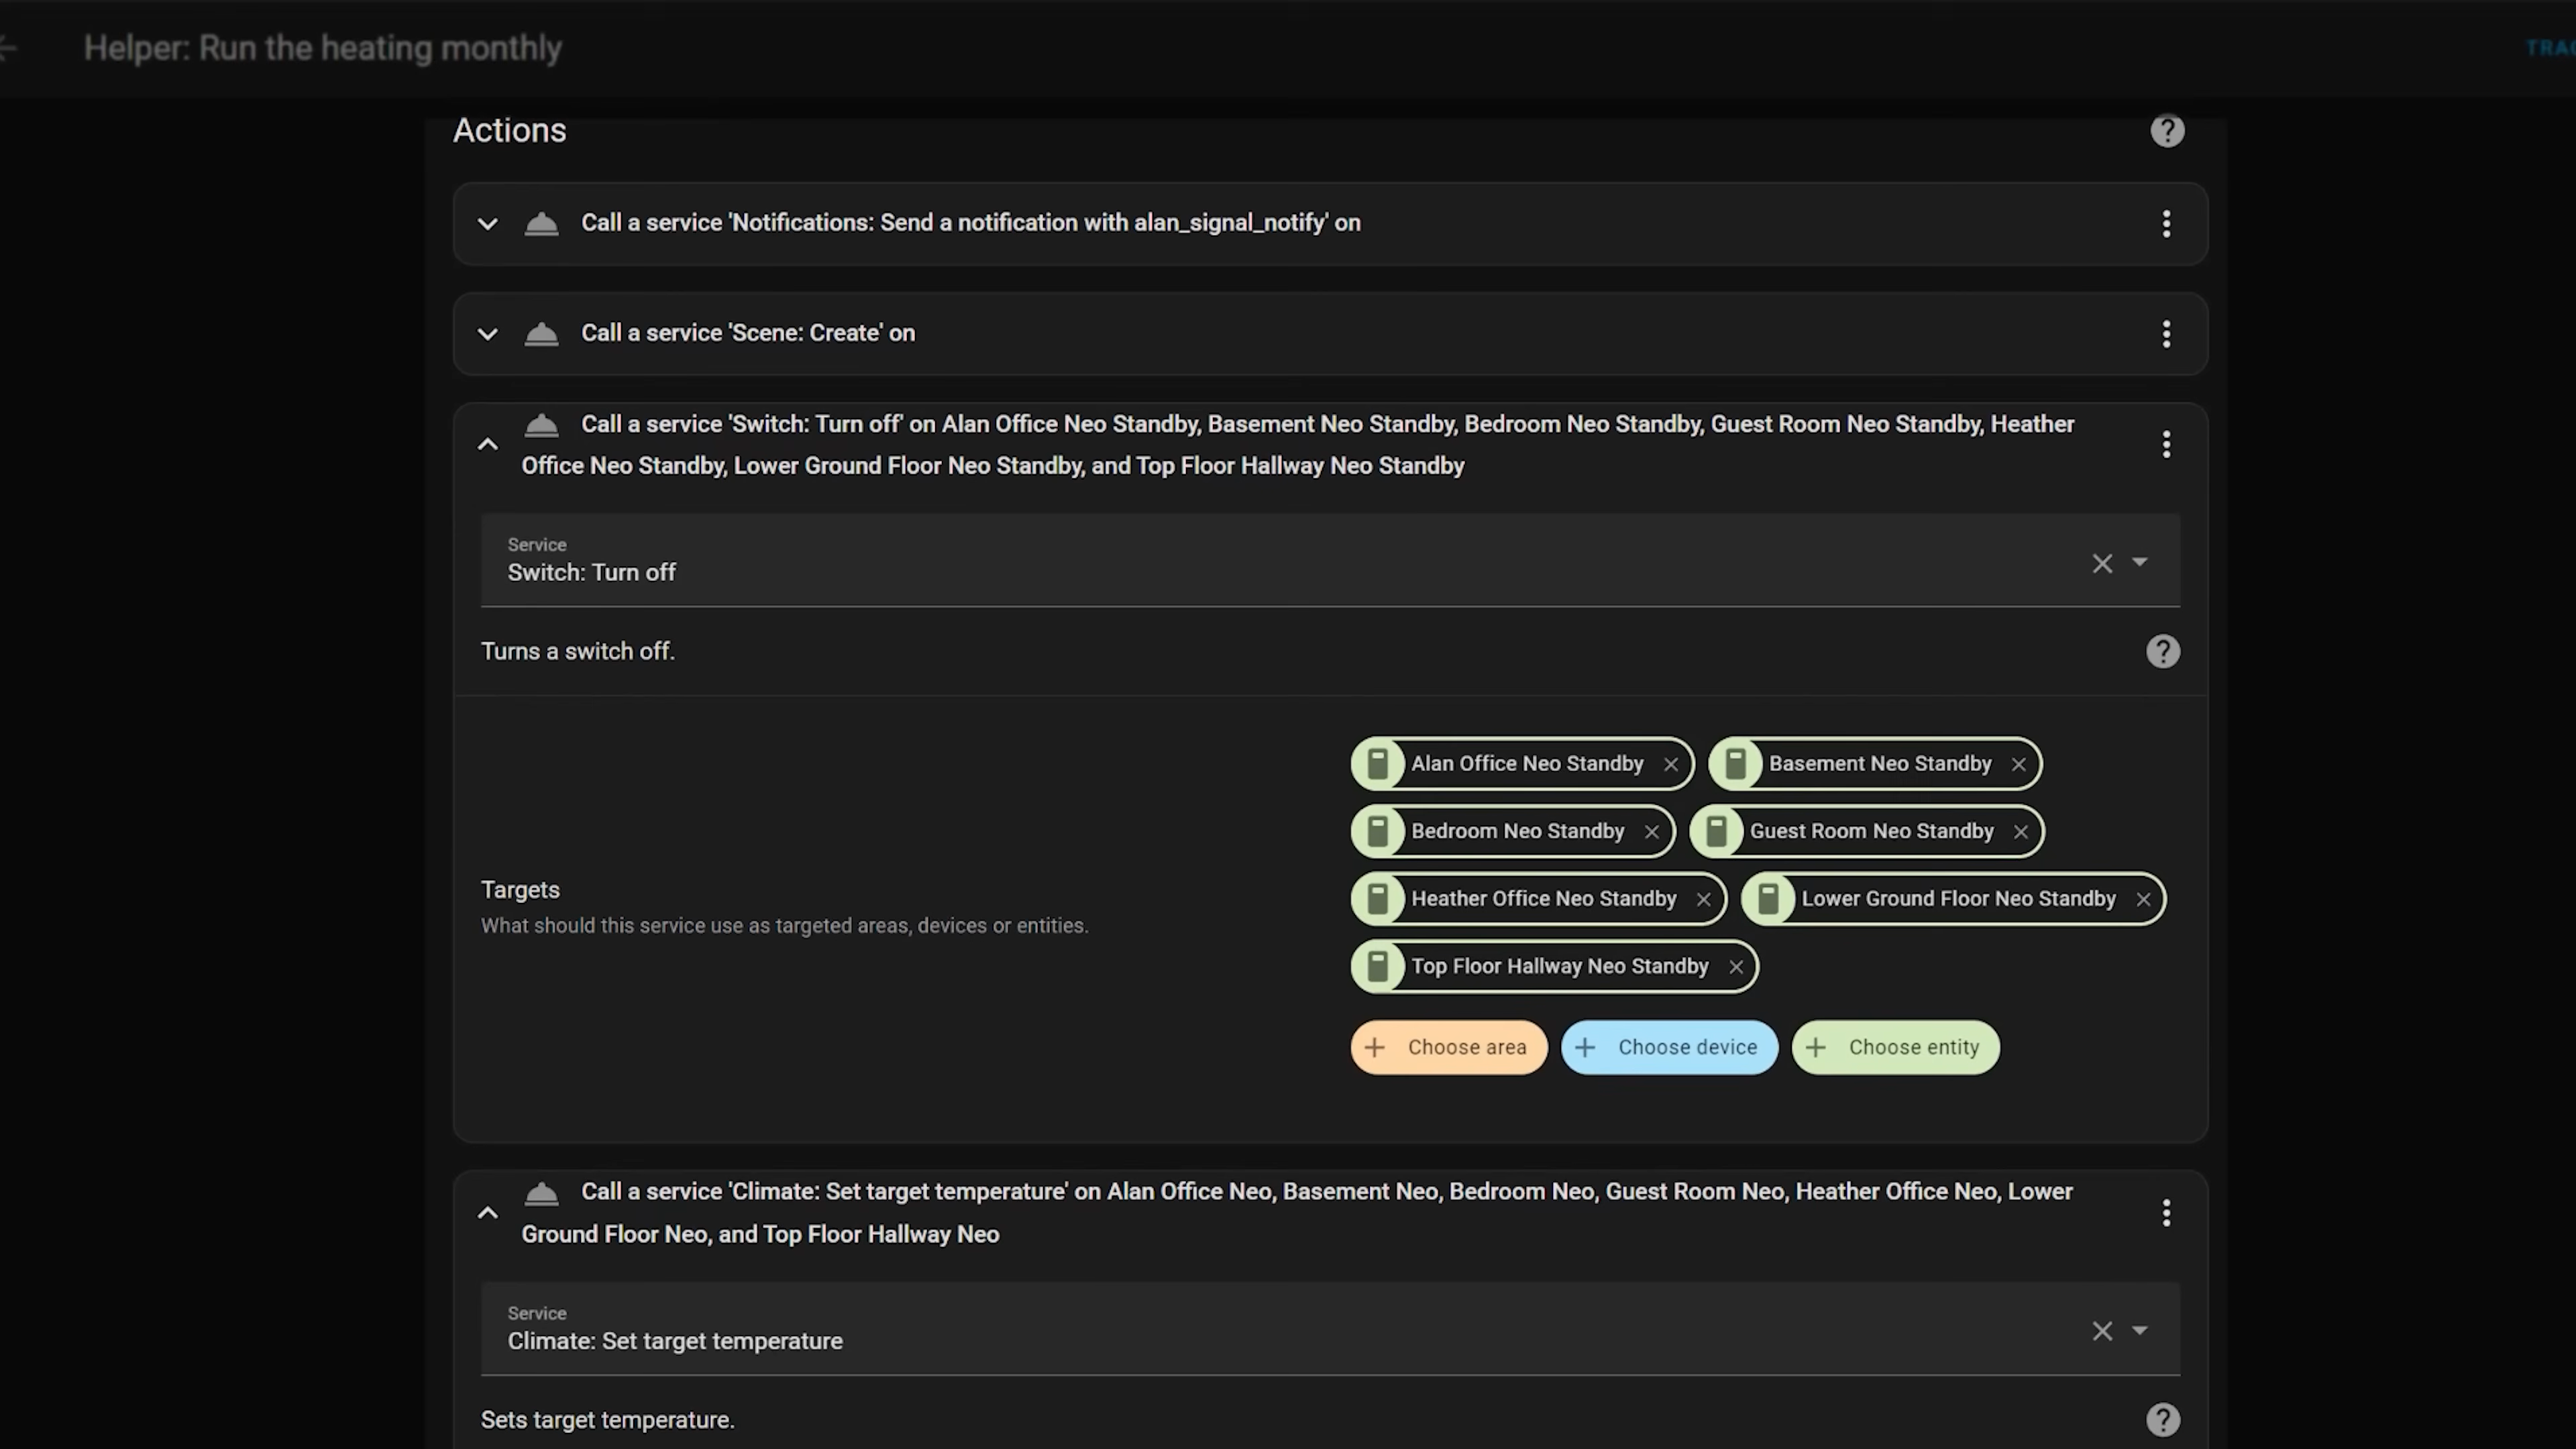 Helper: Run the heating monthly
TRAC
Actions
Call a service 'Notifications: Send a notification with alan_signal_notify' on
Call a service 'Scene: Create' on
Call a service 'Switch: Turn off' on Alan Office Neo Standby, Basement Neo Standby, Bedroom Neo Standby, Guest Room Neo Standby, Heather
Office Neo Standby, Lower Ground Floor Neo Standby, and Top Floor Hallway Neo Standby
Service
Switch: Turn off
Turns a switch off.
Targets
What should this service use as targeted areas, devices or entities.
Alan Office Neo Standby
Basement Neo Standby
Bedroom Neo Standby
Guest Room Neo Standby
Heather Office Neo Standby
Lower Ground Floor Neo Standby
Top Floor Hallway Neo Standby
Choose area
Choose device
Choose entity
Call a service 'Climate: Set target temperature' on Alan Office Neo, Basement Neo, Bedroom Neo, Guest Room Neo, Heather Office Neo, Lower
Ground Floor Neo, and Top Floor Hallway Neo
Service
Climate: Set target temperature
Sets target temperature.